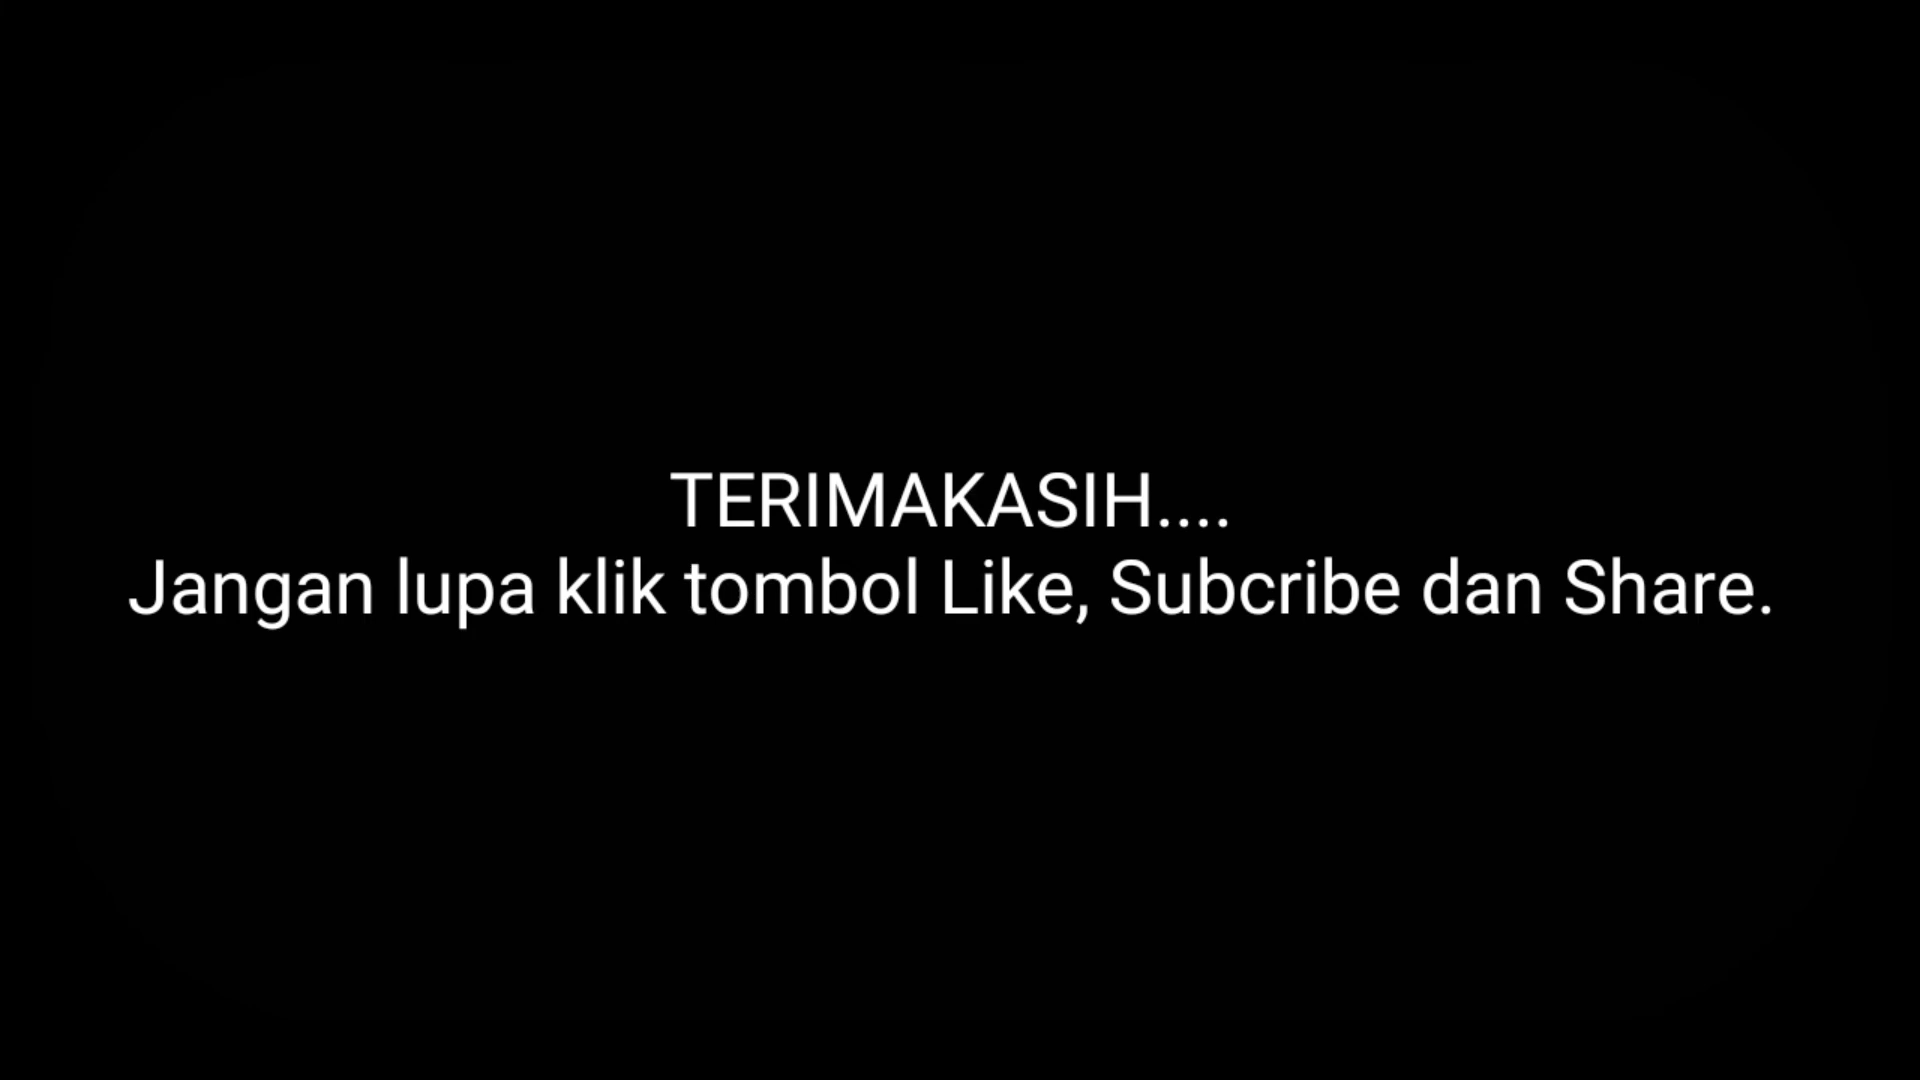 TERIMAKASIH....
Jangan lupa klik tombol Like, Subcribe dan Share.